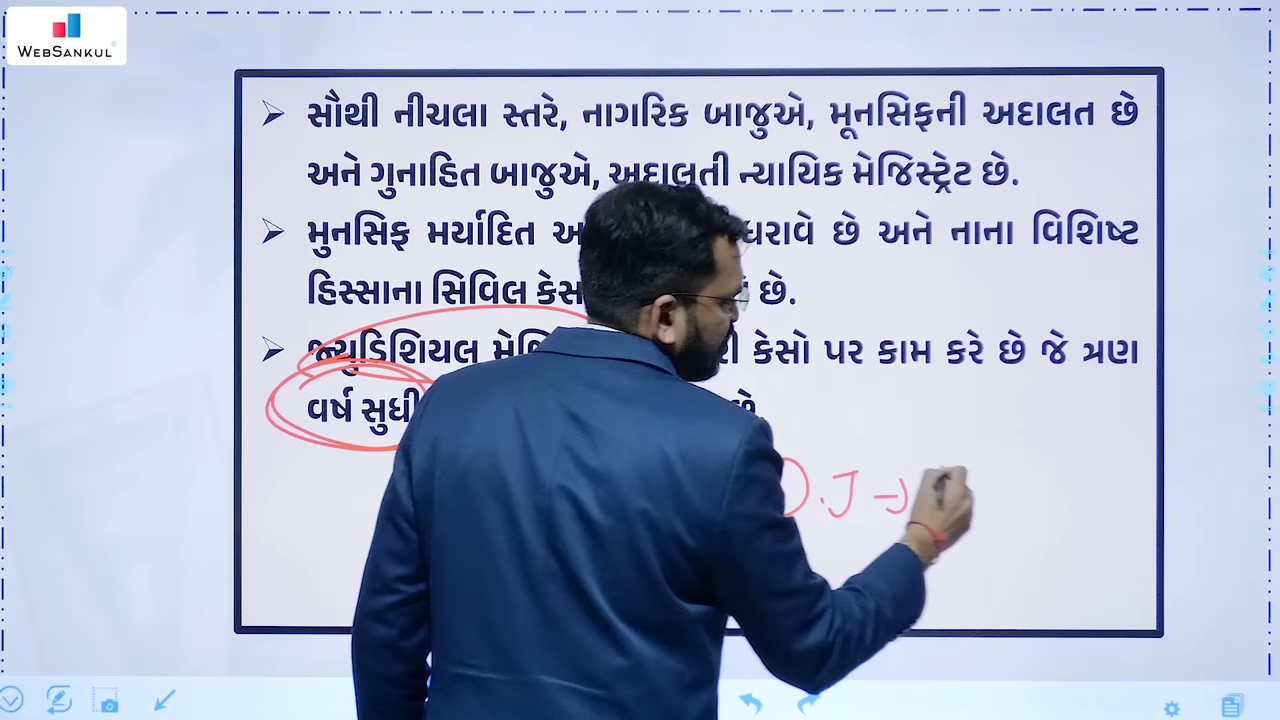 WEBSANKUL
➢ સૌથી નીચલા સ્તરે, નાગરિક બાજુએ, મૂનસિફની અદાલત છે
અને ગુનાહિત બાજુએ, અદાલતી ન્યાયિક મેજિસ્ટ્રેટ છે.
➢ મુનસિફ મર્યાદિત ધરાવે છે અને નાના વિશિષ્ટ
હિસ્સાના સિવિલ છે.
➢ જ્યુડિશિયલ કેસો પર કામ કરે છે જે ત્રણ
વર્ષ સુધી
D.J